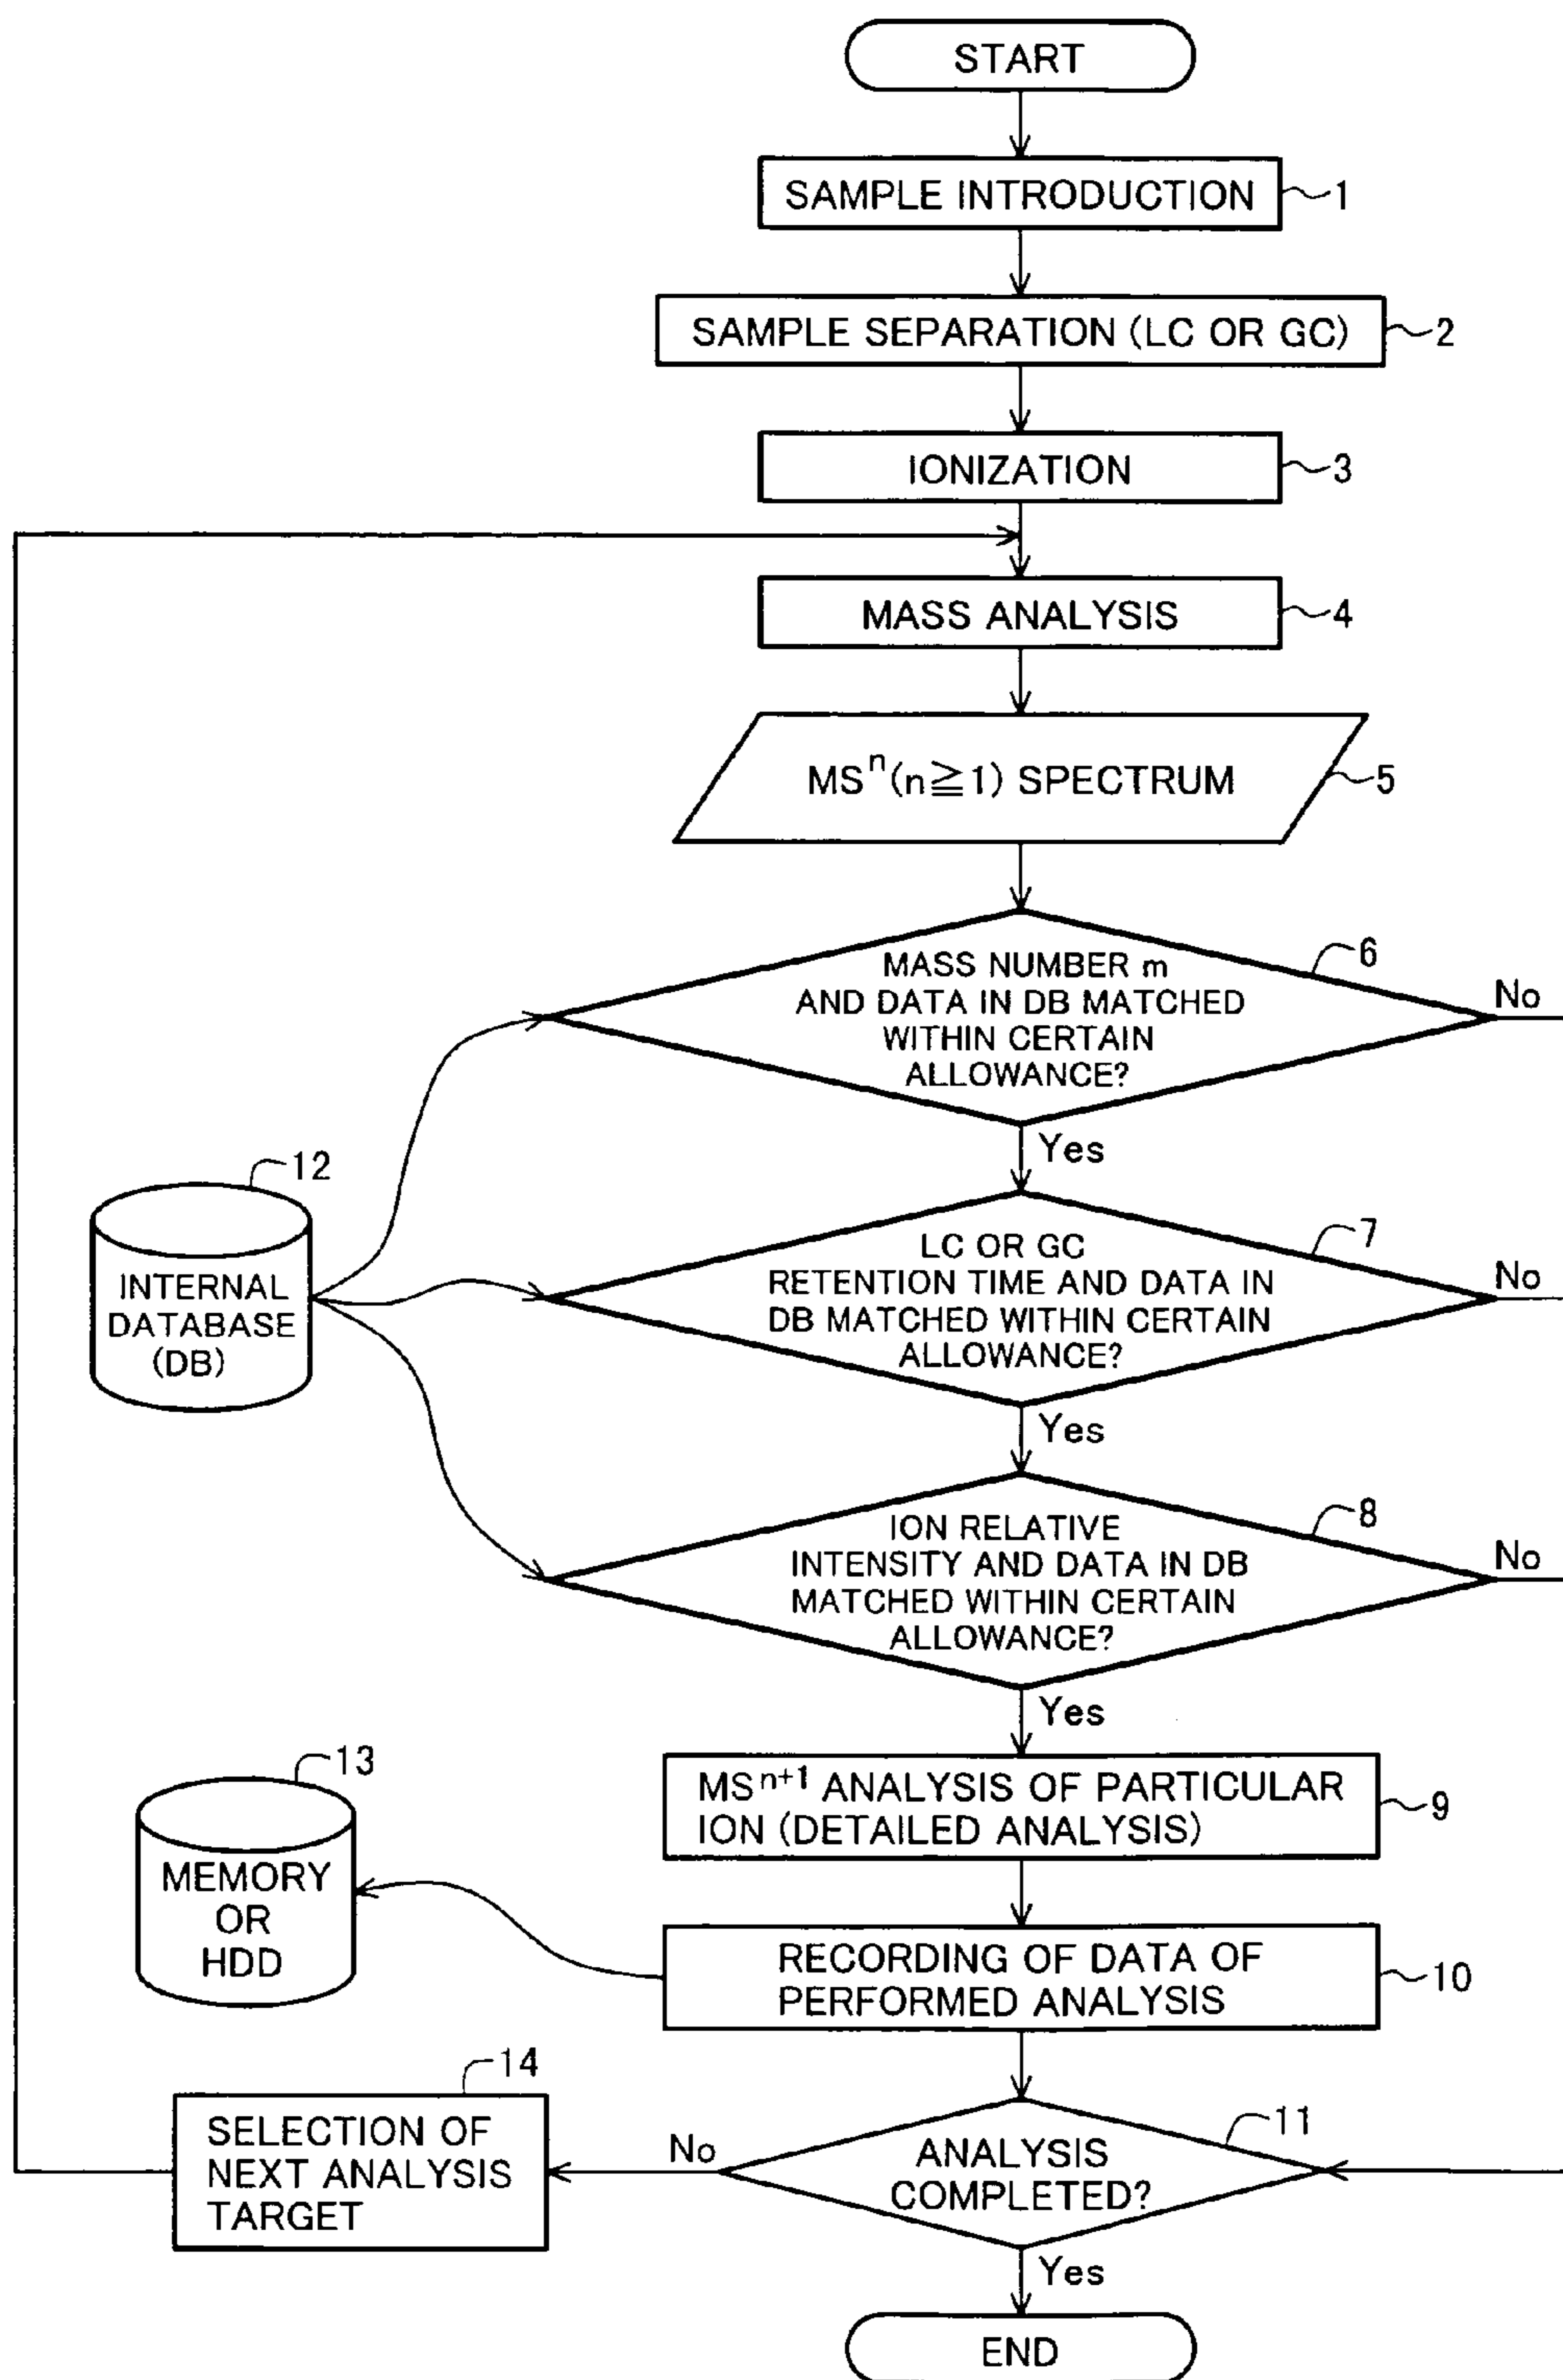 START
SAMPLE INTRODUCTION
1
SAMPLE SEPARATION (LC OR GC)
2
IONIZATION
3
MASS ANALYSIS
4
MSⁿ(n≧1) SPECTRUM
5
6
MASS NUMBER m
AND DATA IN DB MATCHED
WITHIN CERTAIN
ALLOWANCE?
No
Yes
12
INTERNAL
DATABASE
(DB)
7
LC OR GC
RETENTION TIME AND DATA IN
DB MATCHED WITHIN CERTAIN
ALLOWANCE?
No
Yes
8
ION RELATIVE
INTENSITY AND DATA IN DB
MATCHED WITHIN CERTAIN
ALLOWANCE?
No
Yes
13
MEMORY
OR
HDD
MSⁿ⁺¹ ANALYSIS OF PARTICULAR
ION (DETAILED ANALYSIS)
9
RECORDING OF DATA OF
PERFORMED ANALYSIS
10
14
SELECTION OF
NEXT ANALYSIS
TARGET
No
11
ANALYSIS
COMPLETED?
Yes
END